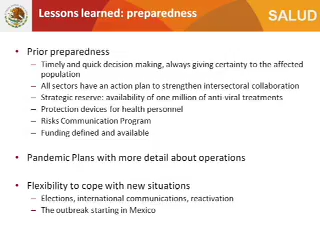 Lessons learned: preparedness
SALUD
• Prior preparedness
– Timely and quick decision making, always giving certainty to the affected
population
– All sectors have an action plan to strengthen intersectoral collaboration
– Strategic reserve: availability of one million of anti-viral treatments
– Protection devices for health personnel
– Risks Communication Program
– Funding defined and available
• Pandemic Plans with more detail about operations
• Flexibility to cope with new situations
– Elections, international communications, reactivation
– The outbreak starting in Mexico